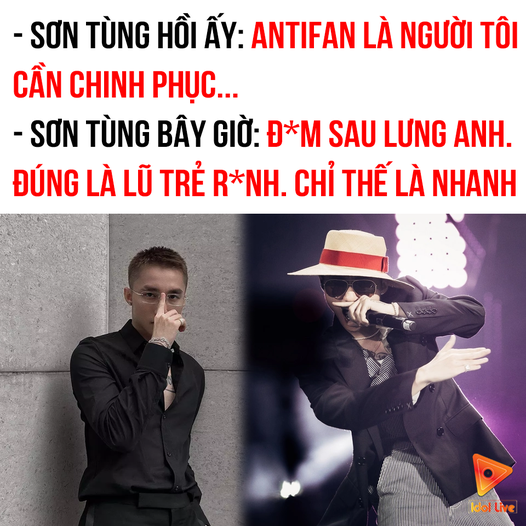 - SƠN TÙNG HỒI ẤY: ANTIFAN LÀ NGƯỜI TÔI
CẦN CHINH PHỤC...
- SƠN TÙNG BÂY GIỜ: Đ*M SAU LƯNG ANH.
ĐÚNG LÀ LŨ TRẺ R*NH. CHỈ THẾ LÀ NHANH
Idol Live